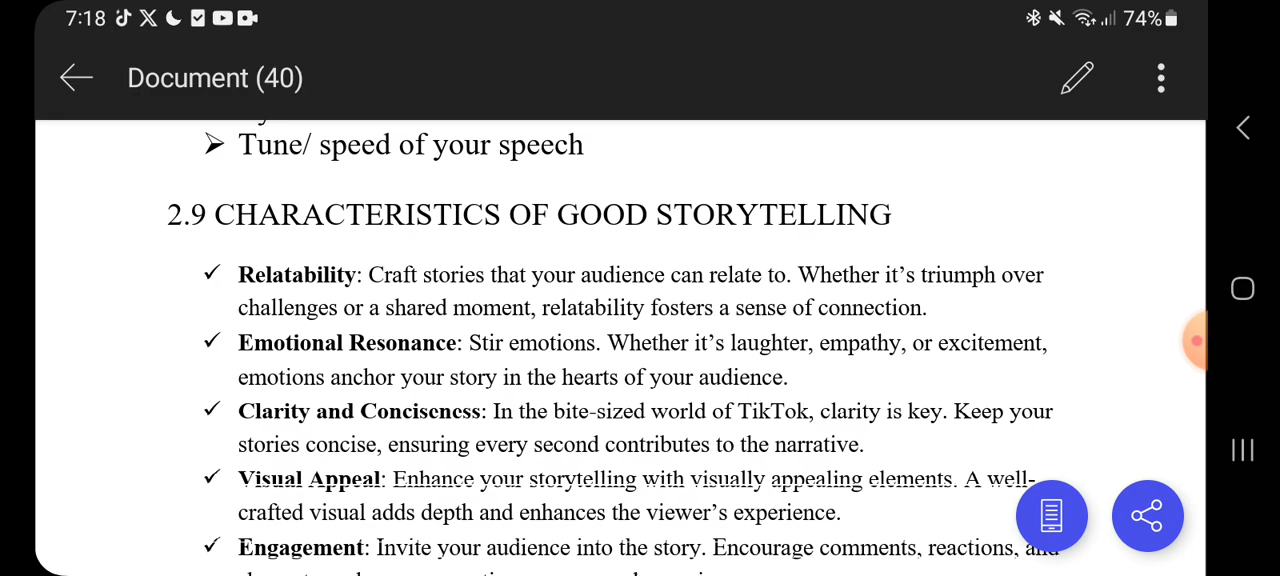 7:18 74%
Document (40)
➢ Tune/ speed of your speech
2.9 CHARACTERISTICS OF GOOD STORYTELLING
✓ Relatability: Craft stories that your audience can relate to. Whether it’s triumph over
challenges or a shared moment, relatability fosters a sense of connection.
✓ Emotional Resonance: Stir emotions. Whether it’s laughter, empathy, or excitement,
emotions anchor your story in the hearts of your audience.
✓ Clarity and Conciseness: In the bite-sized world of TikTok, clarity is key. Keep your
stories concise, ensuring every second contributes to the narrative.
✓ Visual Appeal: Enhance your storytelling with visually appealing elements. A well-
crafted visual adds depth and enhances the viewer’s experience.
✓ Engagement: Invite your audience into the story. Encourage comments, reactions, and